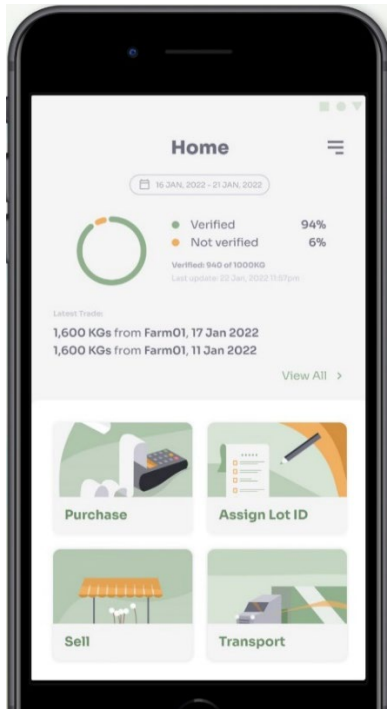 Home
16 JAN, 2022 - 21 JAN, 2022
Verified 94%
Not verified 6%
Verified: 940 of 1000KG
Last update: 22 Jan, 2022 11:57pm
Latest Trade:
1,600 KGs from Farm01, 17 Jan 2022
1,600 KGs from Farm01, 11 Jan 2022
View All >
Purchase
Assign Lot ID
Sell
Transport